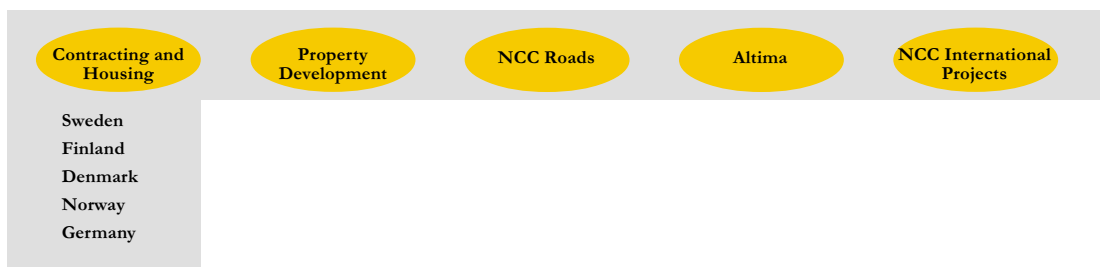 Contracting and
Housing
Property
Development
NCC Roads
Altima
NCC International
Projects
Sweden
Finland
Denmark
Norway
Germany